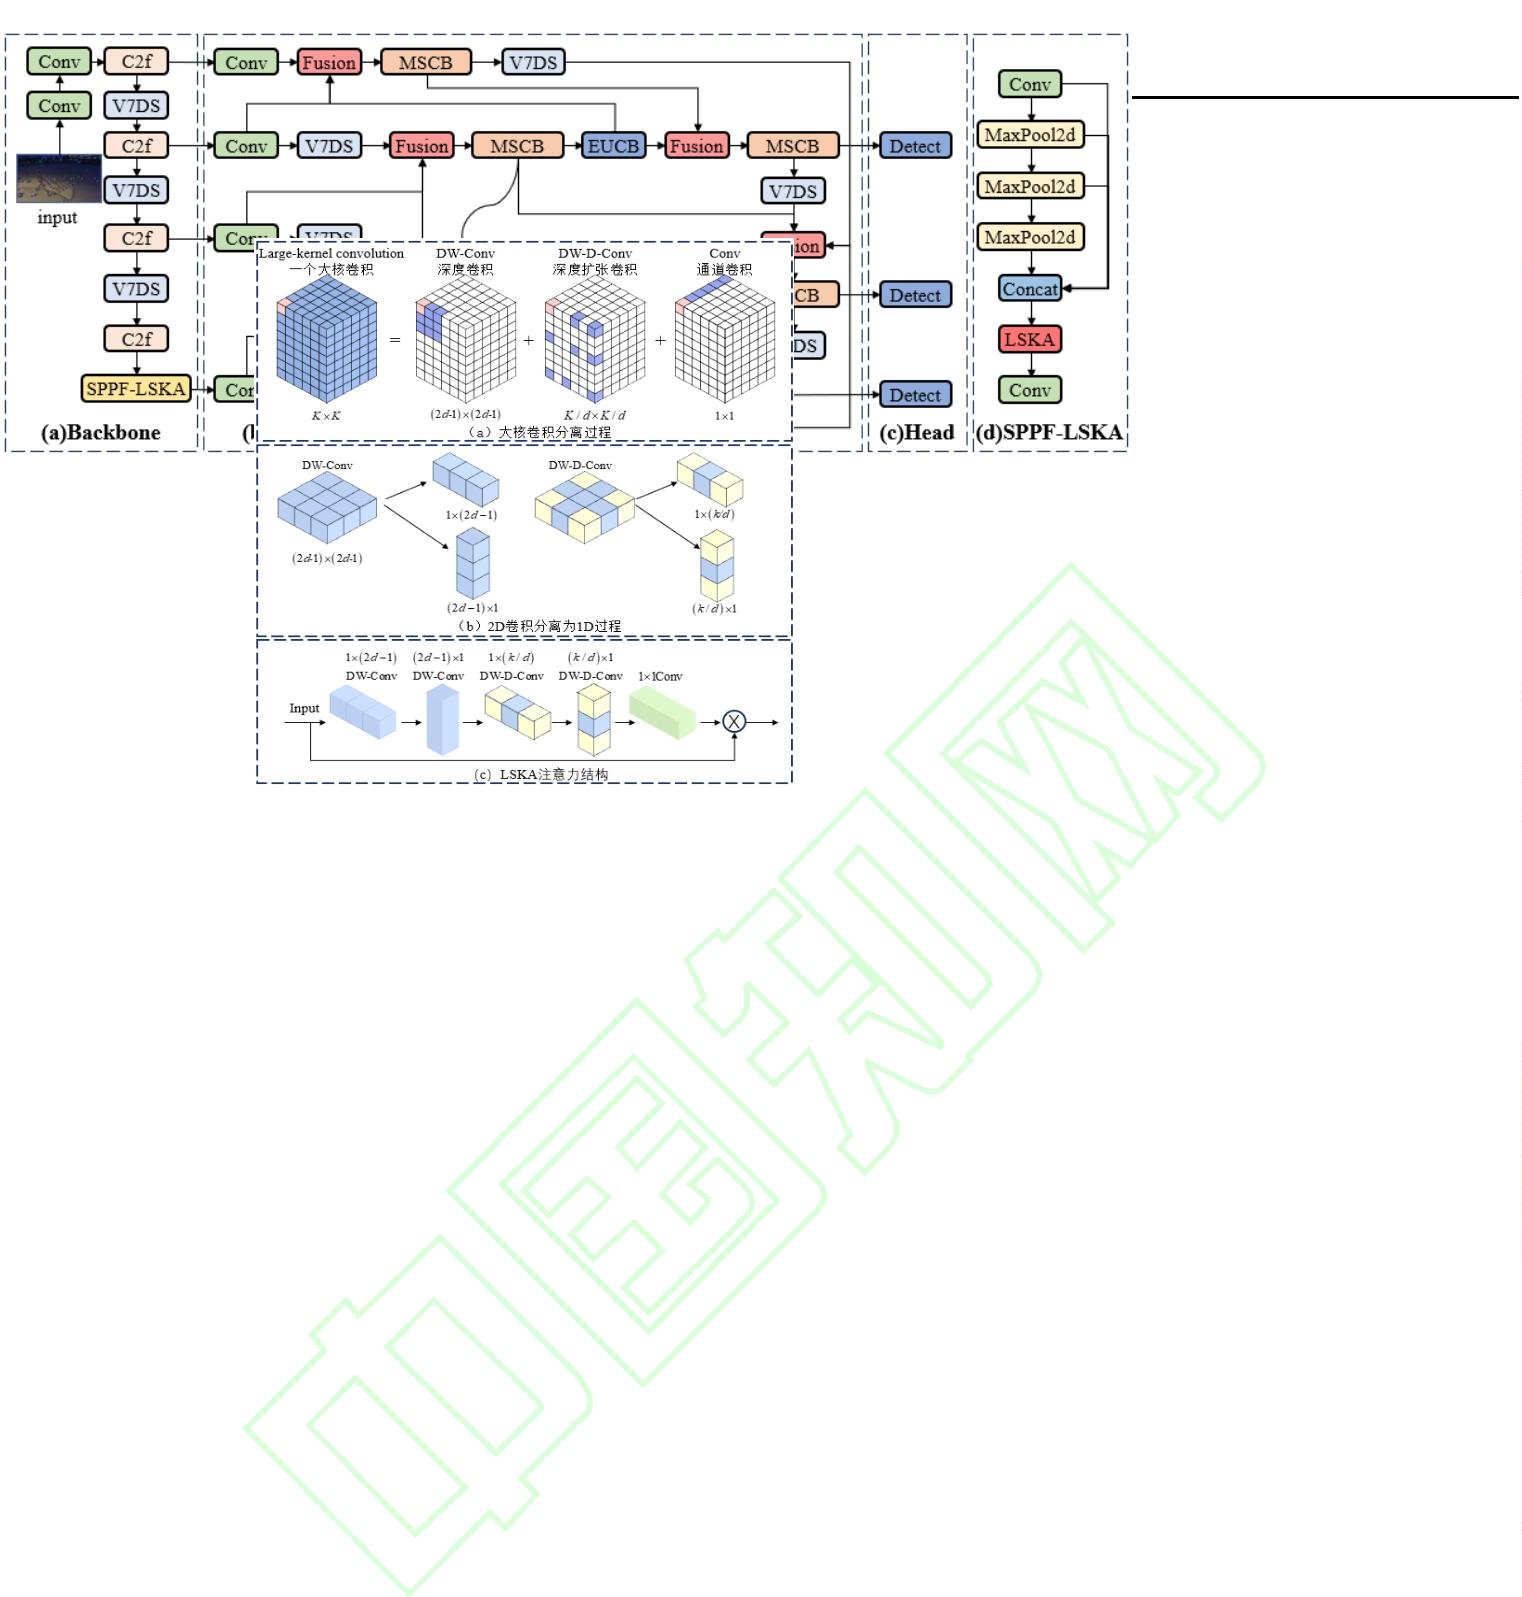 Conv C2f Conv Fusion MSCB V7DS
Conv V7DS
C2f Conv V7DS Fusion MSCB EUCB Fusion MSCB Detect
V7DS V7DS
input
C2f
V7DS Detect
C2f
SPPF-LSKA Detect
(a)Backbone
(c)Head
Conv
MaxPool2d
MaxPool2d
MaxPool2d
Concat
LSKA
Conv
(d)SPPF-LSKA
Large-kernel convolution DW-Conv DW-D-Conv Conv
一个大核卷积 深度卷积 深度扩张卷积 通道卷积
= + +
K×K (2d-1)×(2d-1) K/d×K/d 1×1
（a）大核卷积分离过程
DW-Conv DW-D-Conv
1×(2d−1) 1×(k/d)
(2d-1)×(2d-1)
(2d−1)×1 (k/d)×1
（b）2D卷积分离为1D过程
1×(2d−1) (2d−1)×1 1×(k/d) (k/d)×1
DW-Conv DW-Conv DW-D-Conv DW-D-Conv 1×1Conv
Input
（c）LSKA注意力结构
中国知网